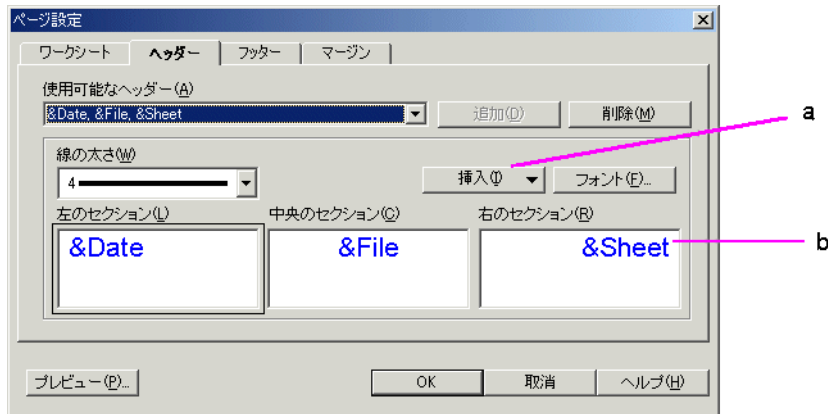 ページ設定
ワークシート ヘッダー フッター マージン
使用可能なヘッダー(A)
&Date, &File, &Sheet 追加(D) 削除(M)
a
線の太さ(W)
4 挿入(I) フォント(F)...
左のセクション(L) 中央のセクション(C) 右のセクション(R)
&Date &File &Sheet
b
プレビュー(P)... OK 取消 ヘルプ(H)